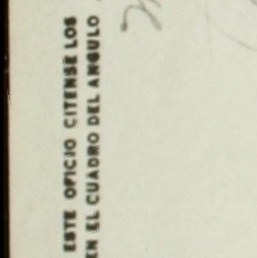 ESTE OFICIO CITENSE LOS
EN EL CUADRO DEL ANGULO